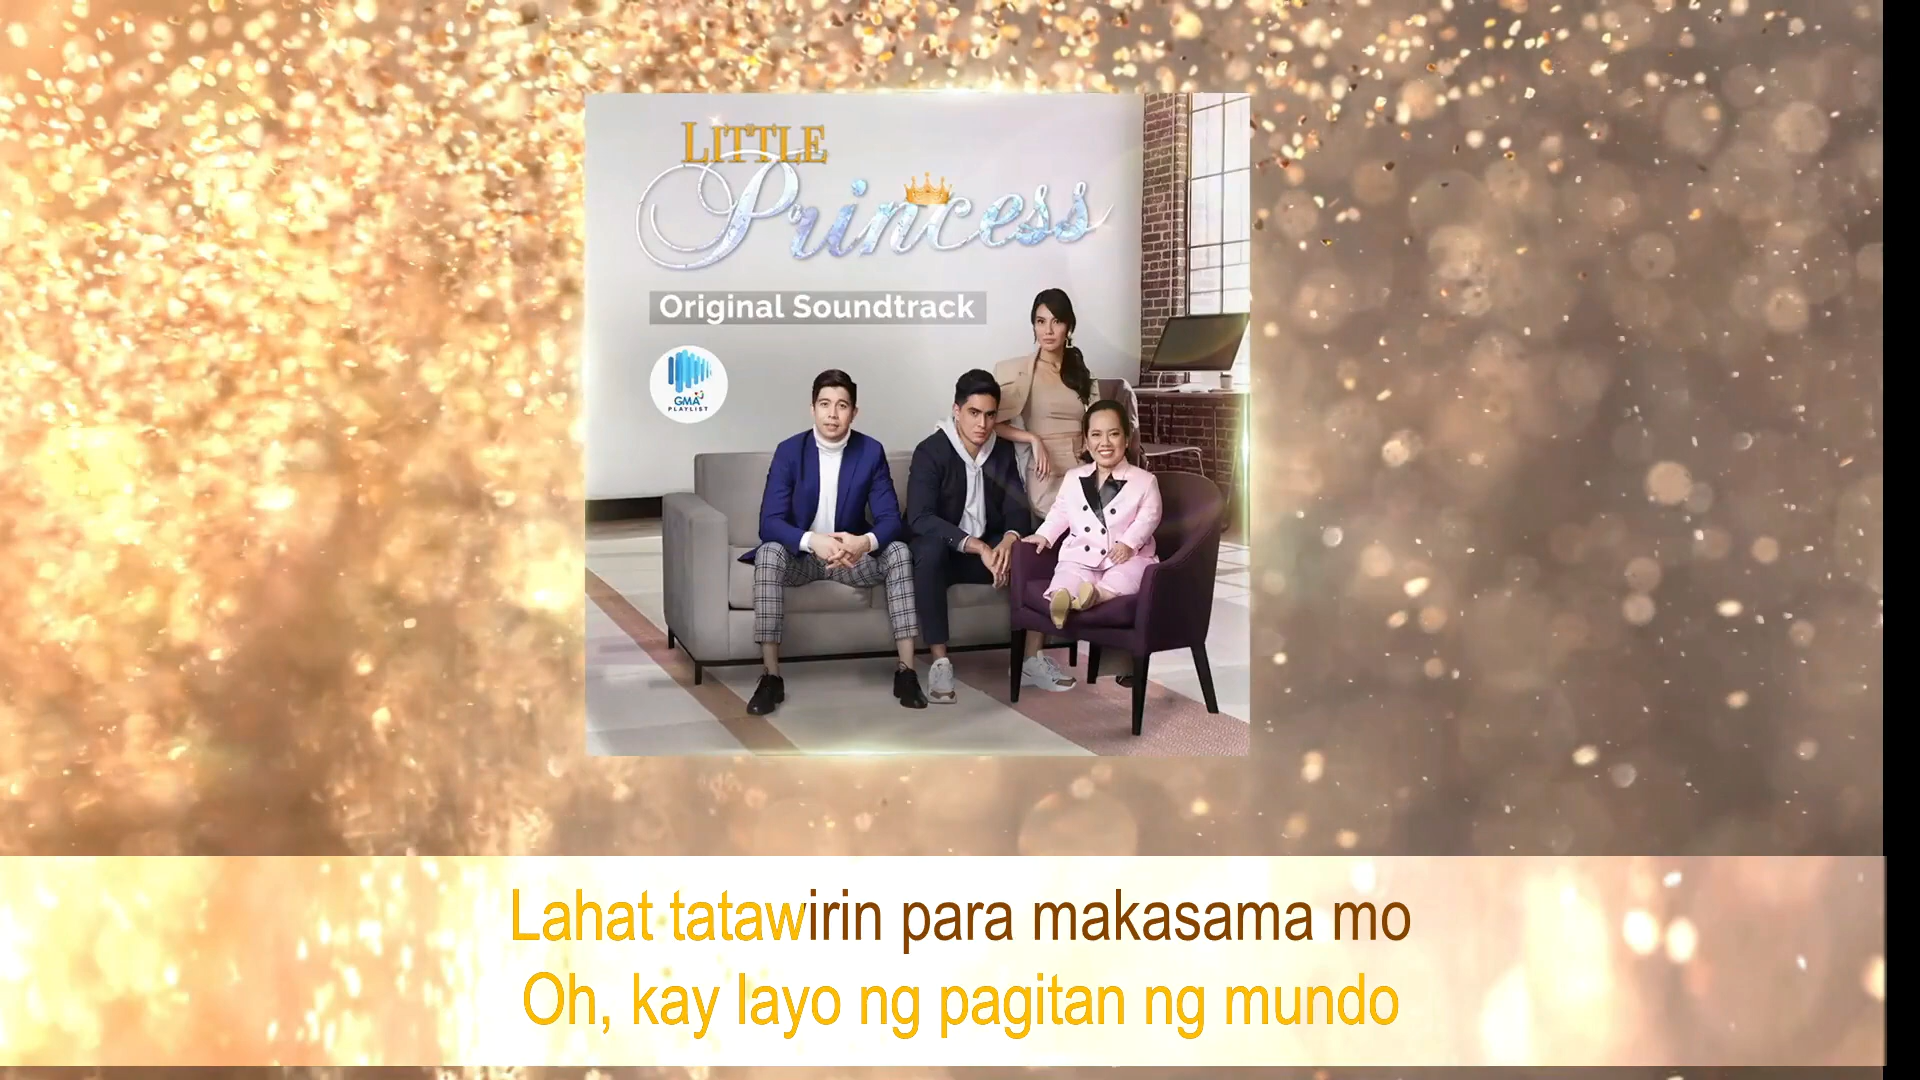 LITTLE
Princess
Original Soundtrack
GMA
PLAYLIST
Lahat tatawirin para makasama mo
Oh, kay layo ng pagitan ng mundo